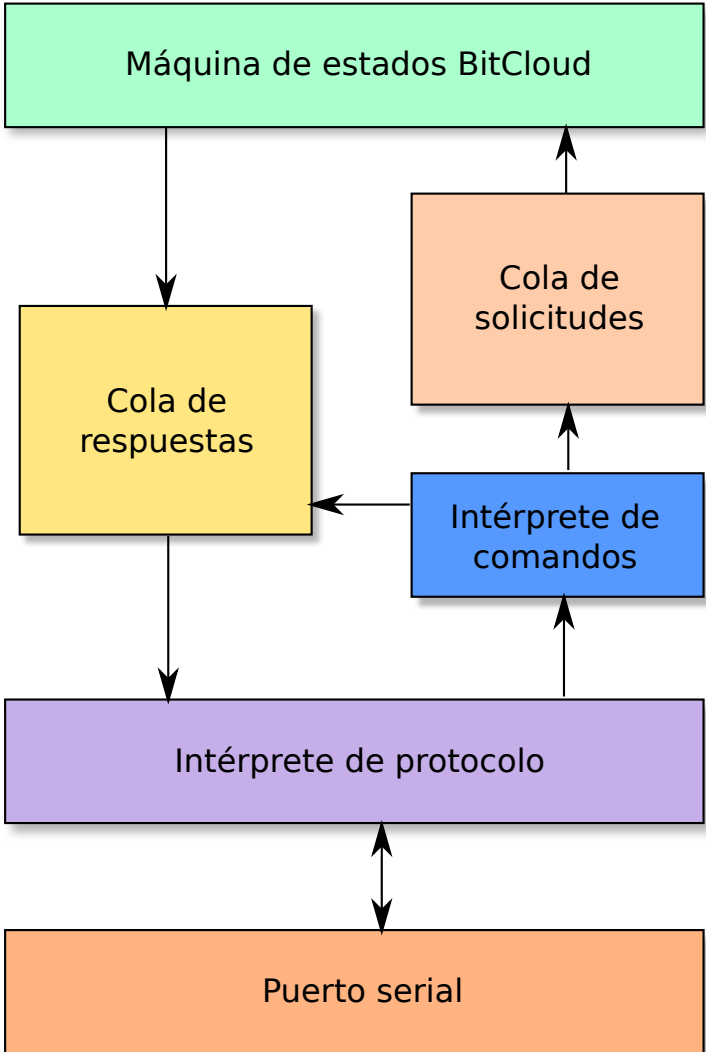 Máquina de estados BitCloud
Cola de
solicitudes
Cola de
respuestas
Intérprete de
comandos
Intérprete de protocolo
Puerto serial